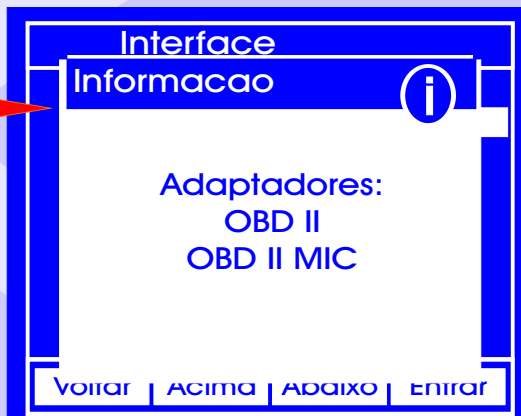 Interface
Informacao
i
Adaptadores:
OBD II
OBD II MIC
Voltar Acima Abaixo Entrar